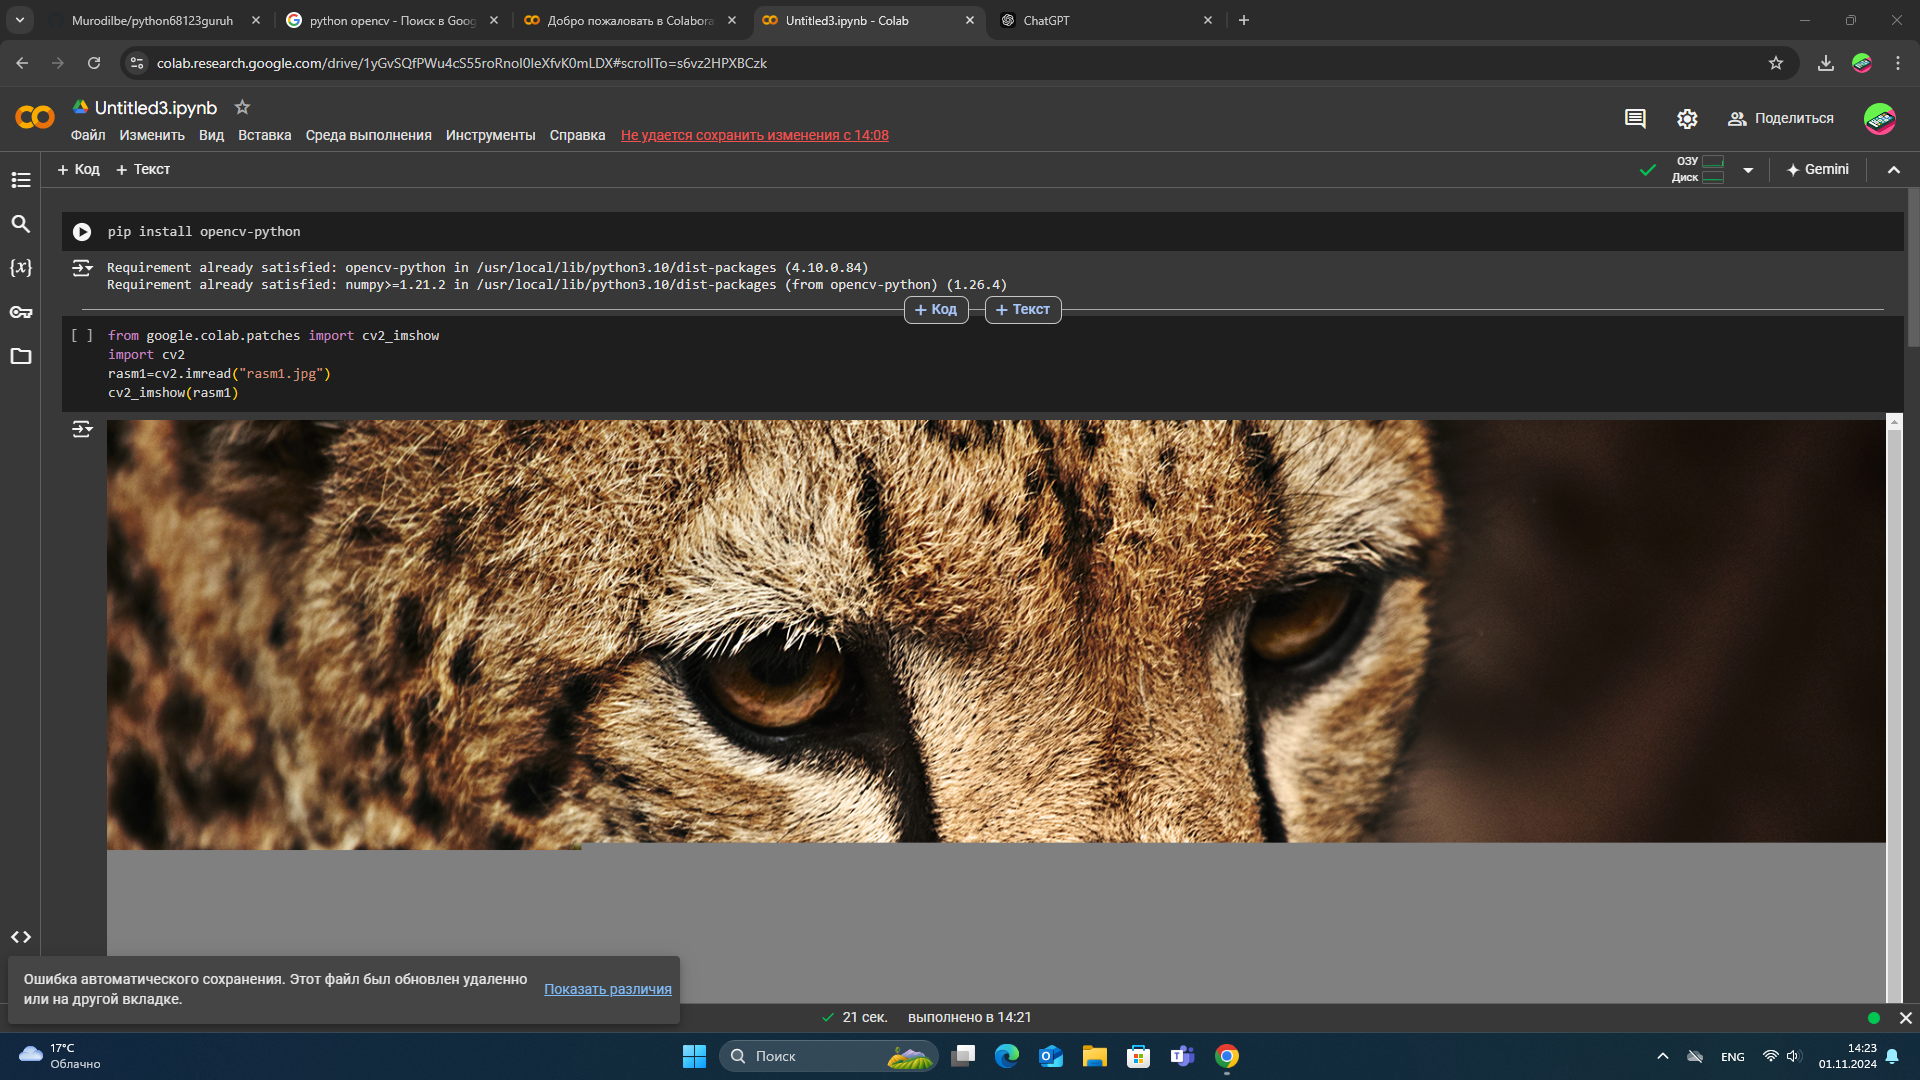 Murodilbe/python68123guruh
python opencv - Поиск в Goog
Добро пожаловать в Colabora
Untitled3.ipynb - Colab
ChatGPT
colab.research.google.com/drive/1yGvSQfPWu4cS55roRnoI0leXfvK0mLDX#scrollTo=s6vz2HPXBCzk
Untitled3.ipynb
Файл Изменить Вид Вставка Среда выполнения Инструменты Справка Не удается сохранить изменения с 14:08
Поделиться
+ Код + Текст
ОЗУ
Диск
Gemini
pip install opencv-python
Requirement already satisfied: opencv-python in /usr/local/lib/python3.10/dist-packages (4.10.0.84)
Requirement already satisfied: numpy>=1.21.2 in /usr/local/lib/python3.10/dist-packages (from opencv-python) (1.26.4)
+ Код + Текст
{x}
[ ] from google.colab.patches import cv2_imshow
import cv2
rasm1=cv2.imread("rasm1.jpg")
cv2_imshow(rasm1)
Ошибка автоматического сохранения. Этот файл был обновлен удаленно
или на другой вкладке.
Показать различия
21 сек. выполнено в 14:21
17°C
Облачно
Поиск
ENG
14:23
01.11.2024